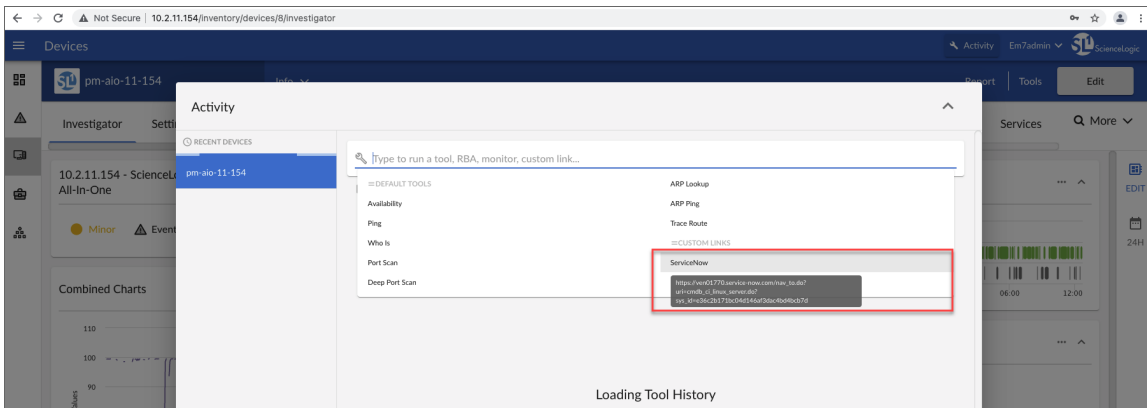 Not Secure | 10.2.11.154/inventory/devices/8/investigator
Devices
Activity
Em7admin
SL1 ScienceLogic
pm-aio-11-154
Info
Report
Tools
Edit
Activity
Investigator
Services
More
RECENT DEVICES
pm-aio-11-154
Type to run a tool, RBA, monitor, custom link...
DEFAULT TOOLS
Availability
Ping
Who Is
Port Scan
Deep Port Scan
ARP Lookup
ARP Ping
Trace Route
CUSTOM LINKS
ServiceNow
https://ven01770.service-now.com/nav_to.do?
uri=cmdb_ci_linux_server.do?
sys_id=e36c2b171bc04d146af3dac4bd4bcb7d
10.2.11.154 - ScienceLo
All-In-One
Minor
Event
EDIT
24H
06:00
12:00
Combined Charts
110
100
90
Loading Tool History